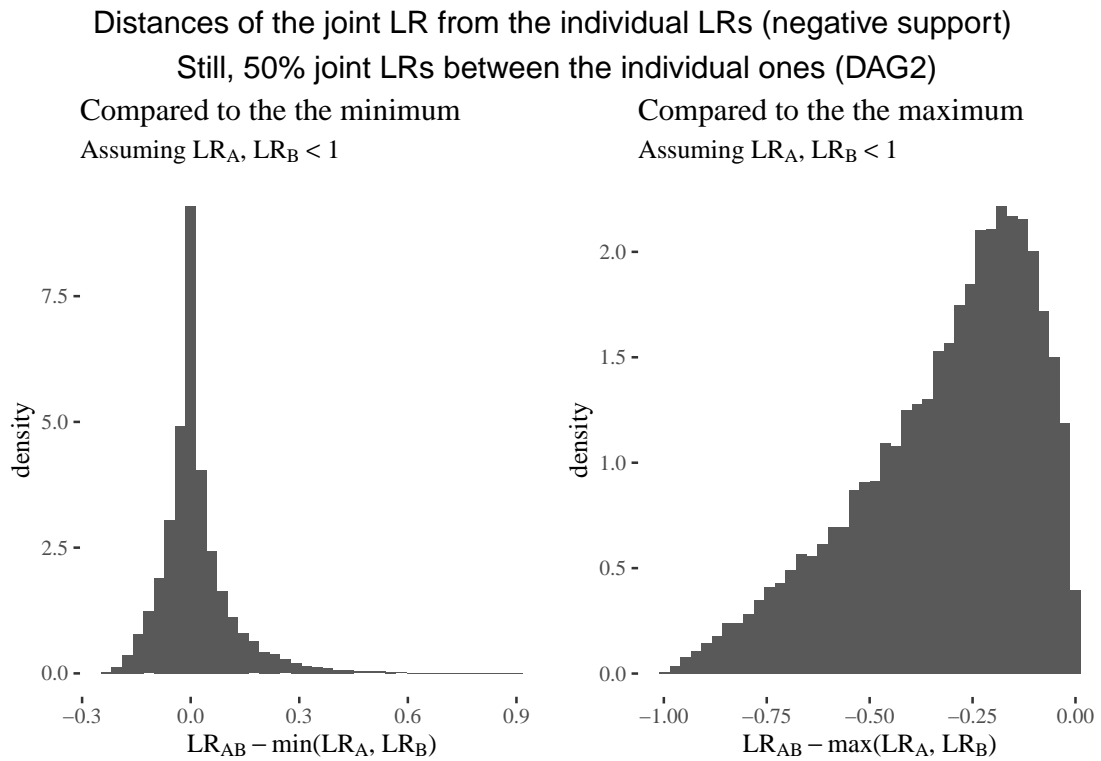 Distances of the joint LR from the individual LRs (negative support)
Still, 50% joint LRs between the individual ones (DAG2)
Compared to the the minimum
Assuming LR_A, LR_B < 1
density
7.5
5.0
2.5
0.0
−0.3 0.0 0.3 0.6 0.9
LR_AB − min(LR_A, LR_B)
Compared to the the maximum
Assuming LR_A, LR_B < 1
density
2.0
1.5
1.0
0.5
0.0
−1.00 −0.75 −0.50 −0.25 0.00
LR_AB − max(LR_A, LR_B)